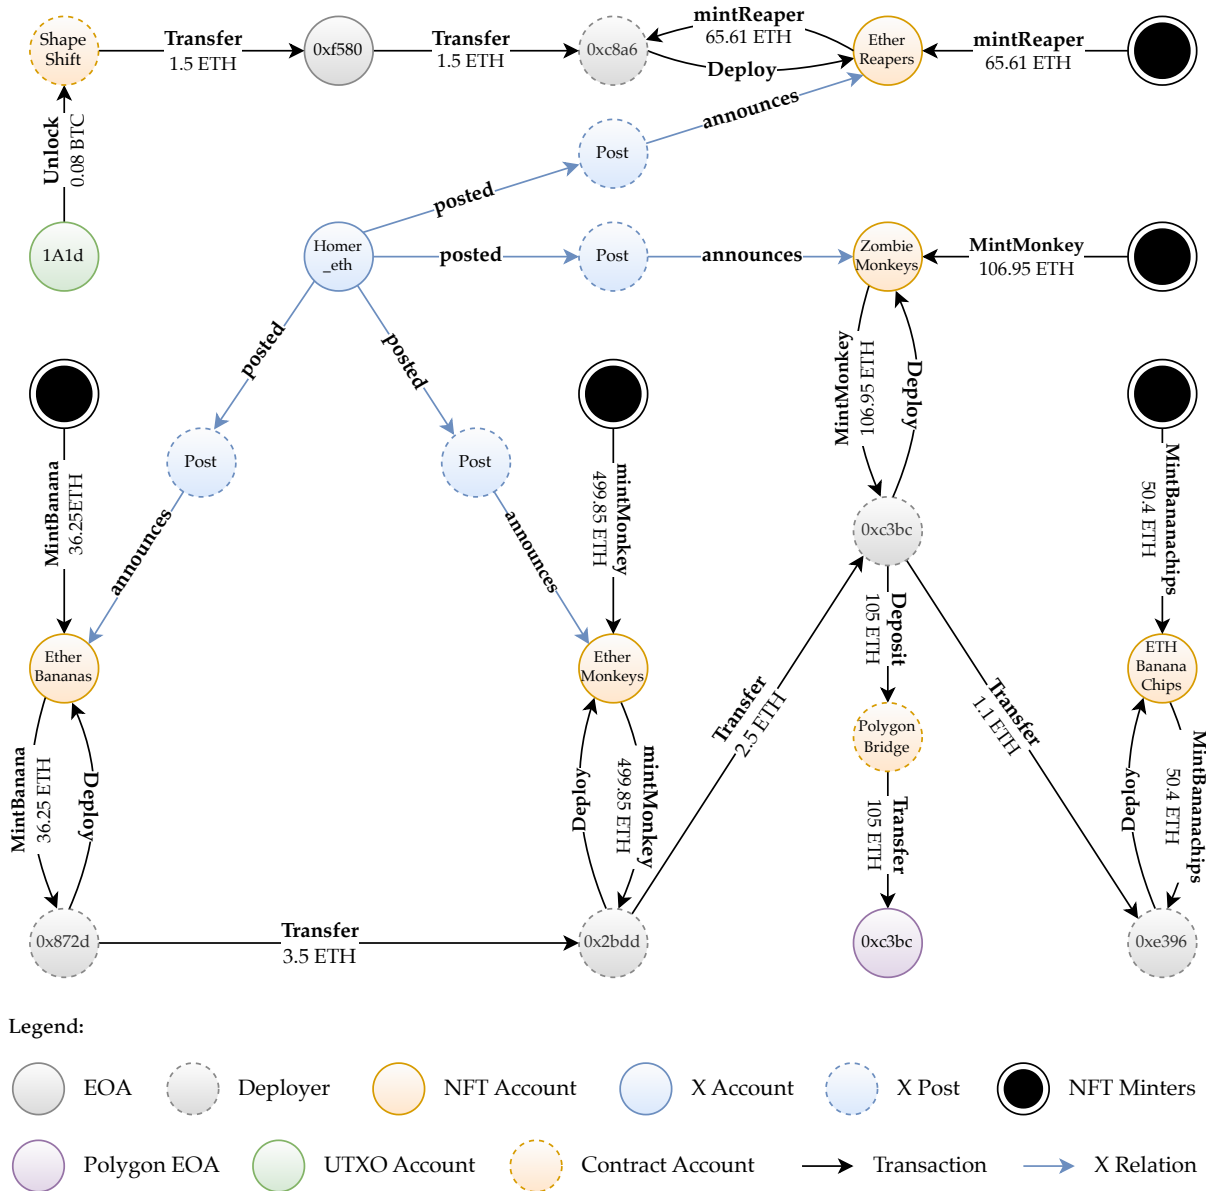 Shape
Shift
Transfer
1.5 ETH
0xf580
Transfer
1.5 ETH
0xc8a6
mintReaper
65.61 ETH
Deploy
Ether
Reapers
mintReaper
65.61 ETH
announces
Post
posted
Unlock
0.08 BTC
1A1d
Homer
_eth
posted
Post
announces
Zombie
Monkeys
MintMonkey
106.95 ETH
posted
posted
MintMonkey
106.95 ETH
Deploy
Post
Post
MintBanana
36.25ETH
announces
announces
mintMonkey
499.85 ETH
MintBananachips
50.4 ETH
0xc3bc
Ether
Bananas
Ether
Monkeys
Deposit
105 ETH
ETH
Banana
Chips
Transfer
2.5 ETH
Transfer
1.1 ETH
Polygon
Bridge
MintBanana
36.25 ETH
Deploy
Deploy
mintMonkey
499.85 ETH
Transfer
105 ETH
Deploy
MintBananachips
50.4 ETH
0x872d
Transfer
3.5 ETH
0x2bdd
0xc3bc
0xe396
Legend:
EOA
Deployer
NFT Account
X Account
X Post
NFT Minters
Polygon EOA
UTXO Account
Contract Account
Transaction
X Relation